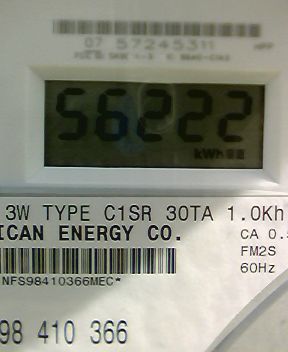 07 57245311
56222
kWh
3W TYPE C1SR 30TA 1.0Kh
ICAN ENERGY CO.
CA 0.5
FM2S
60Hz
NFS98410366MEC*
98 410 366